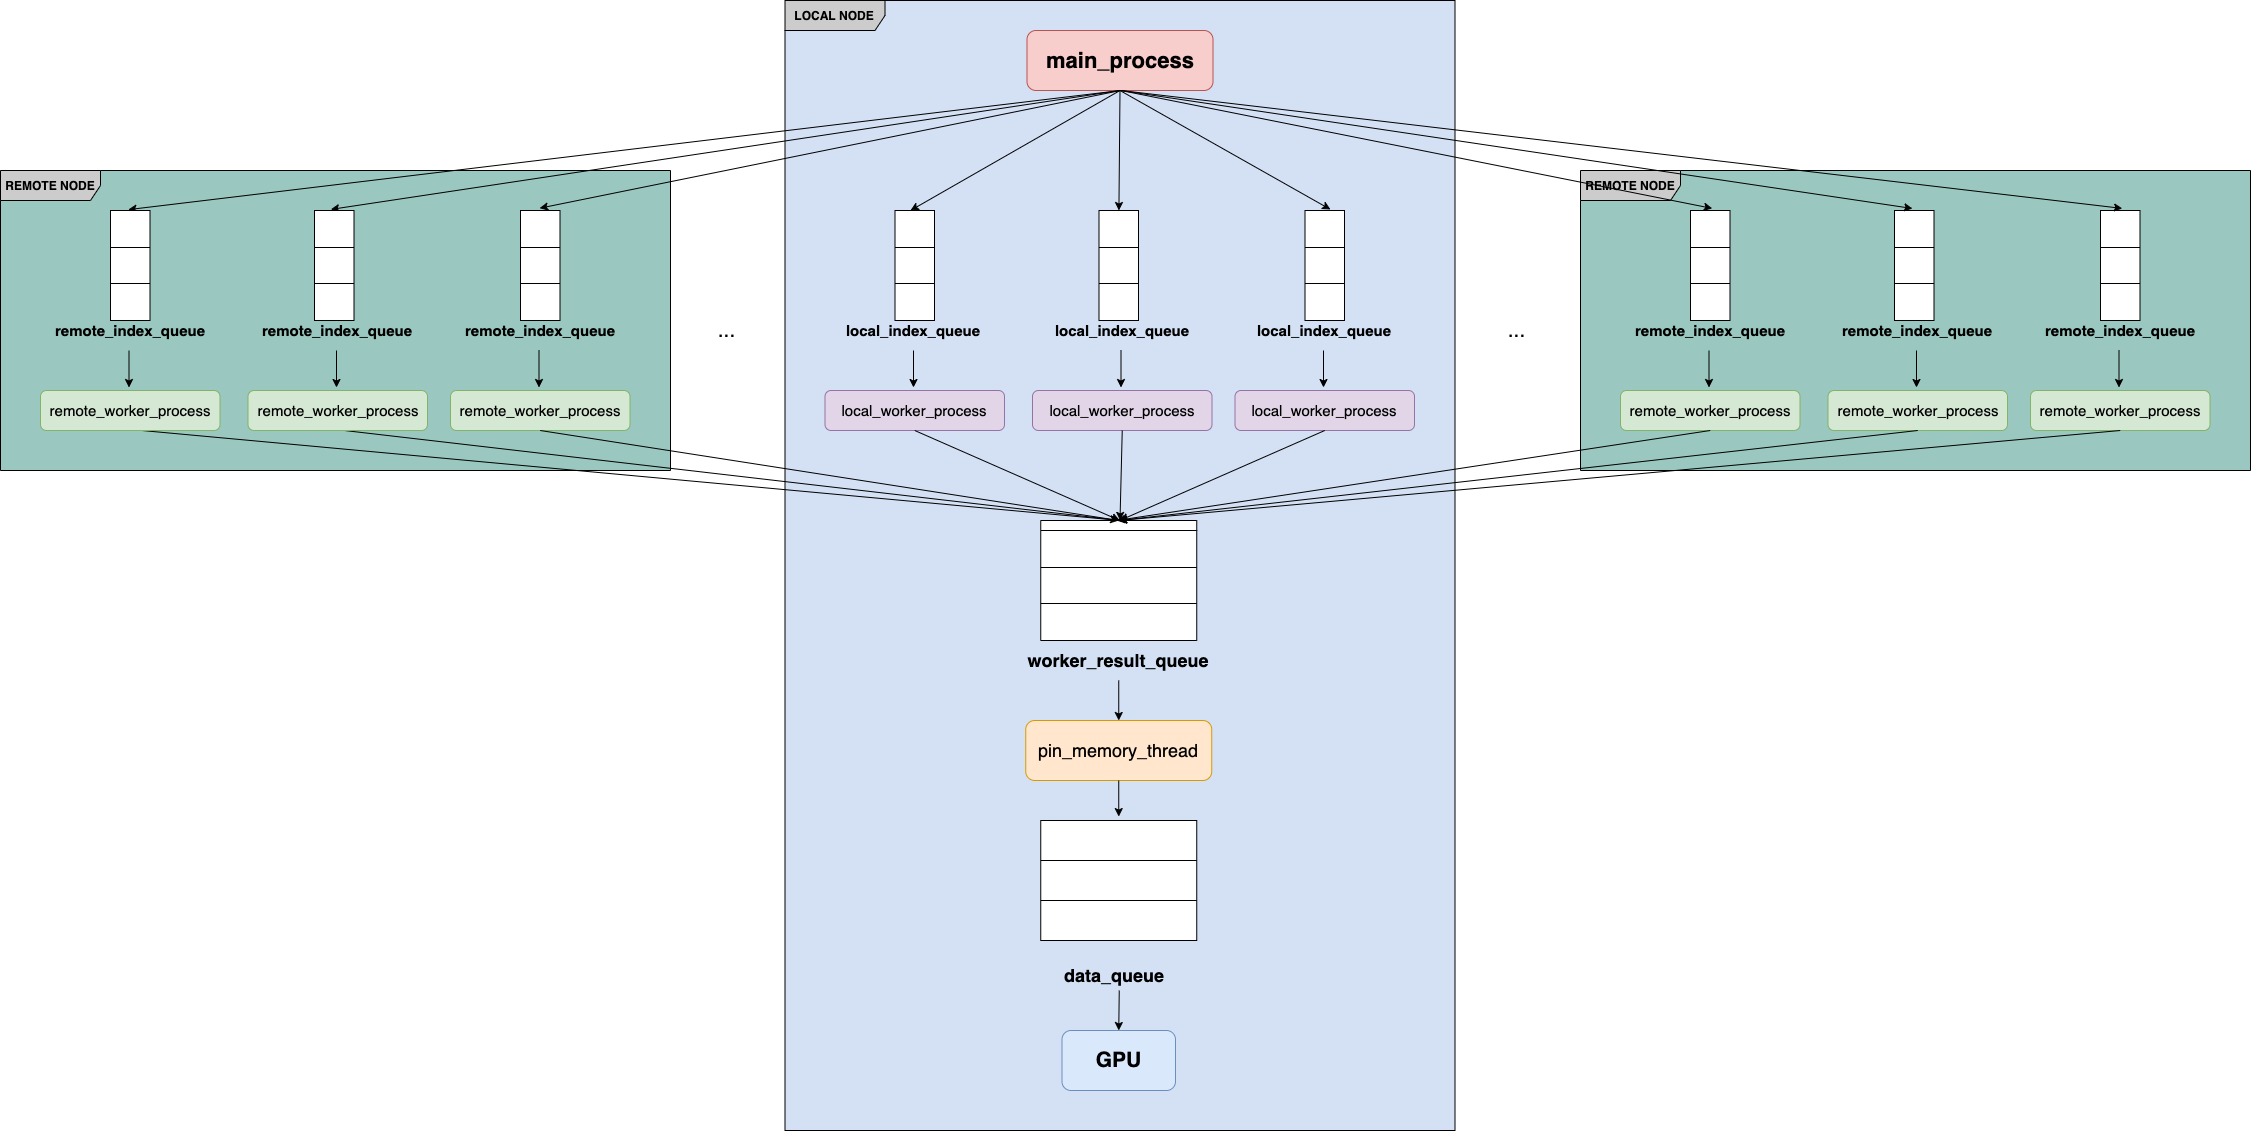 LOCAL NODE
main_process
REMOTE NODE
REMOTE NODE
remote_index_queue
remote_index_queue
remote_index_queue
...
local_index_queue
local_index_queue
local_index_queue
...
remote_index_queue
remote_index_queue
remote_index_queue
remote_worker_process
remote_worker_process
remote_worker_process
local_worker_process
local_worker_process
local_worker_process
remote_worker_process
remote_worker_process
remote_worker_process
worker_result_queue
pin_memory_thread
data_queue
GPU